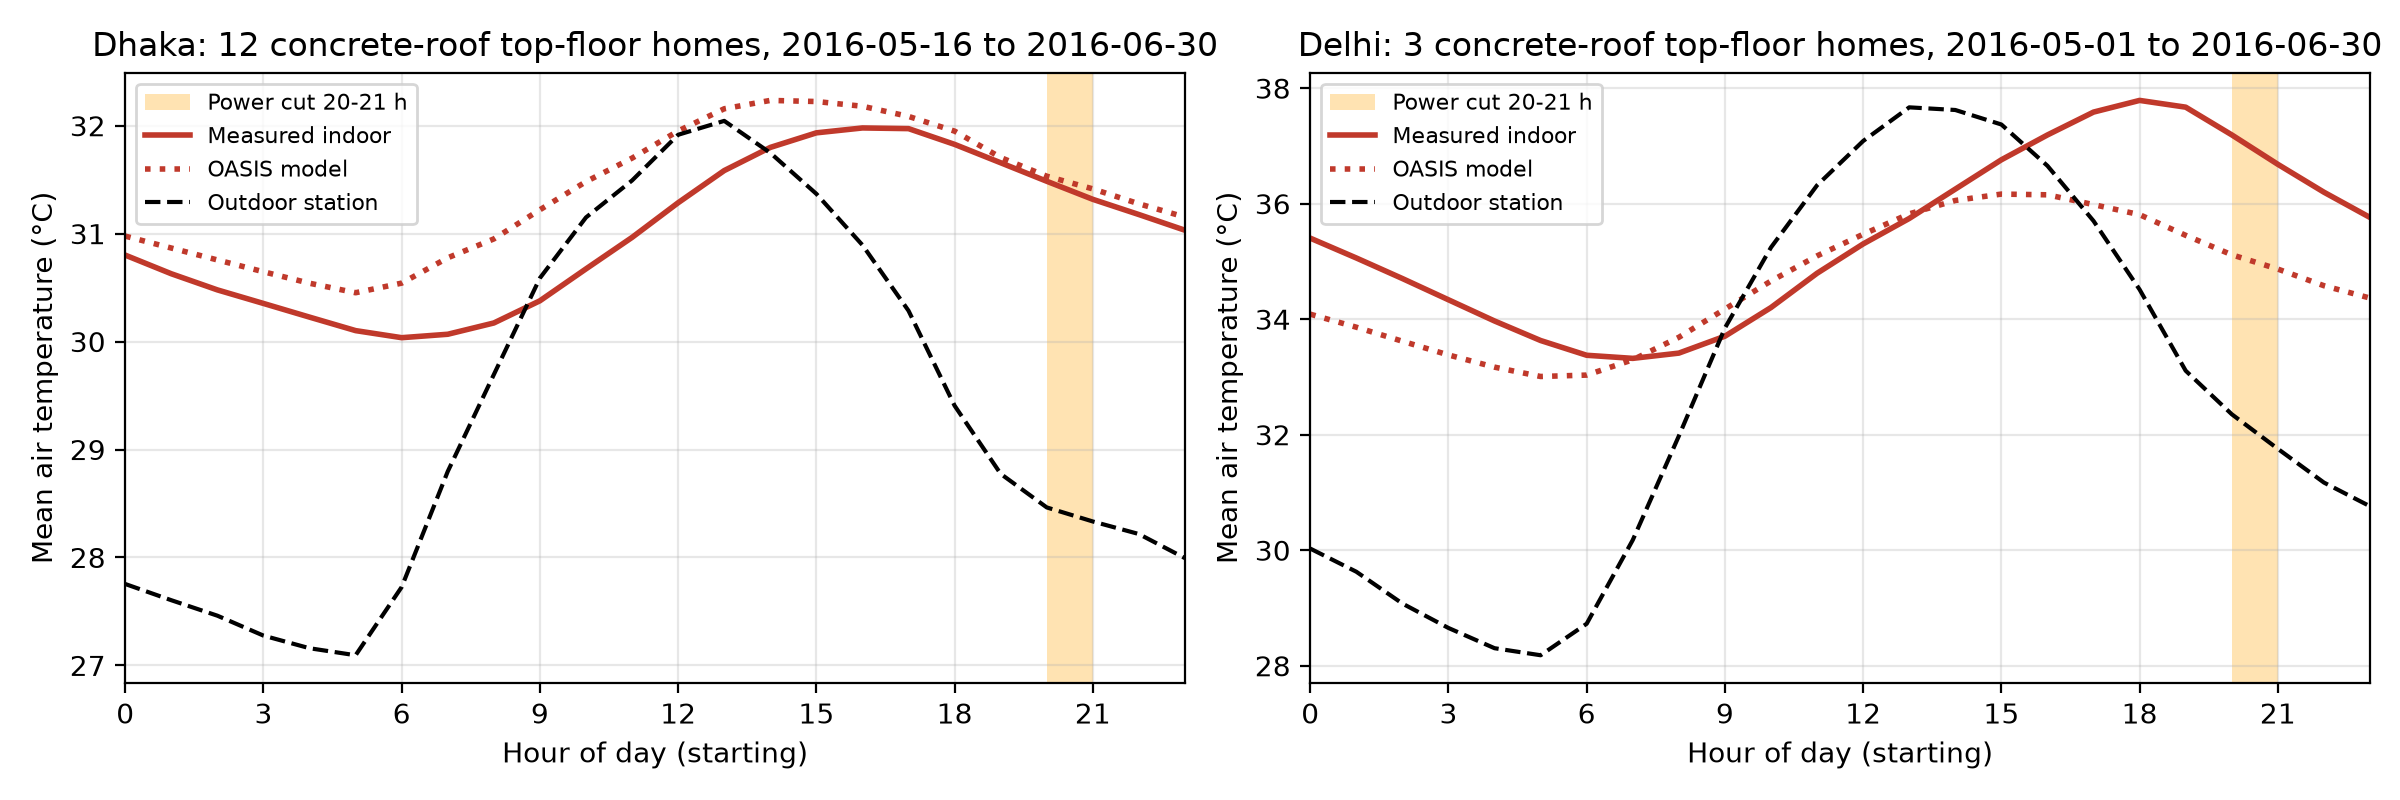 Dhaka: 12 concrete-roof top-floor homes, 2016-05-16 to 2016-06-30
Power cut 20-21 h
Measured indoor
OASIS model
Outdoor station
Mean air temperature (°C)
32
31
30
29
28
27
0 3 6 9 12 15 18 21
Hour of day (starting)
Delhi: 3 concrete-roof top-floor homes, 2016-05-01 to 2016-06-30
Power cut 20-21 h
Measured indoor
OASIS model
Outdoor station
Mean air temperature (°C)
38
36
34
32
30
28
0 3 6 9 12 15 18 21
Hour of day (starting)